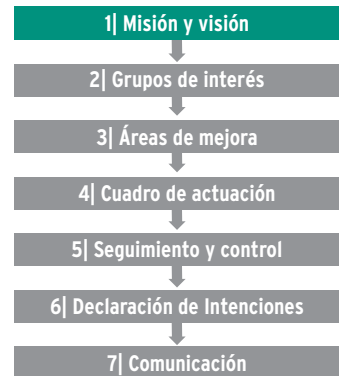 1| Misión y visión
2| Grupos de interés
3| Áreas de mejora
4| Cuadro de actuación
5| Seguimiento y control
6| Declaración de Intenciones
7| Comunicación